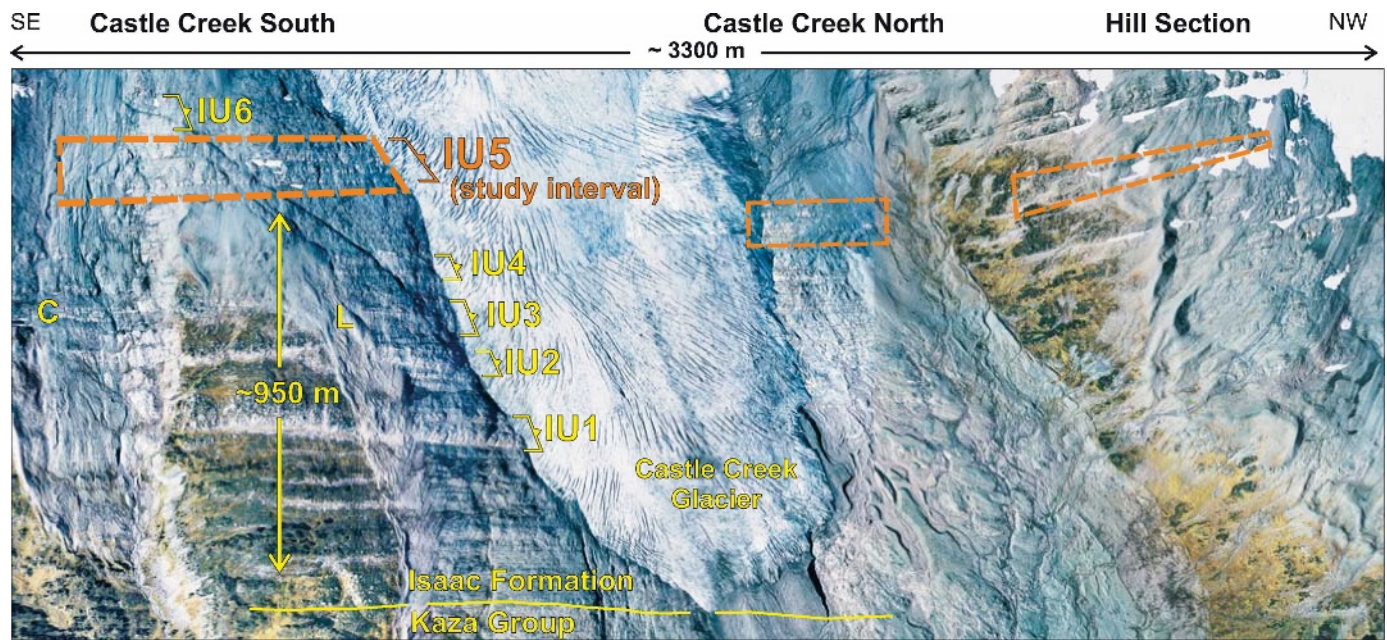 SE Castle Creek South Castle Creek North Hill Section NW
~ 3300 m
IU6
IU5
(study interval)
IU4
C L IU3
IU2
~950 m
IU1
Castle Creek
Glacier
Isaac Formation
Kaza Group